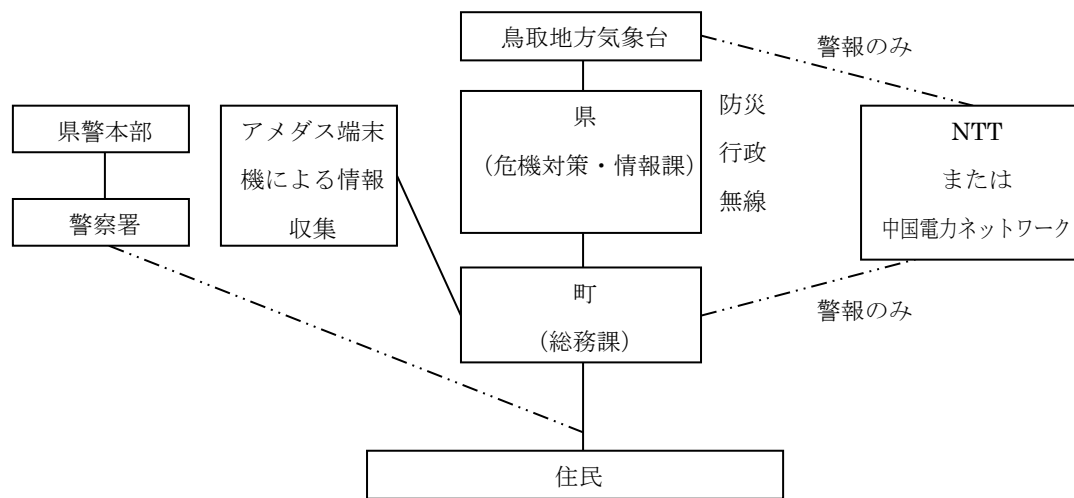 鳥取地方気象台
警報のみ
県
(危機対策・情報課)
防災
行政
無線
県警本部
警察署
アメダス端末
機による情報
収集
NTT
または
中国電力ネットワーク
町
(総務課)
警報のみ
住民